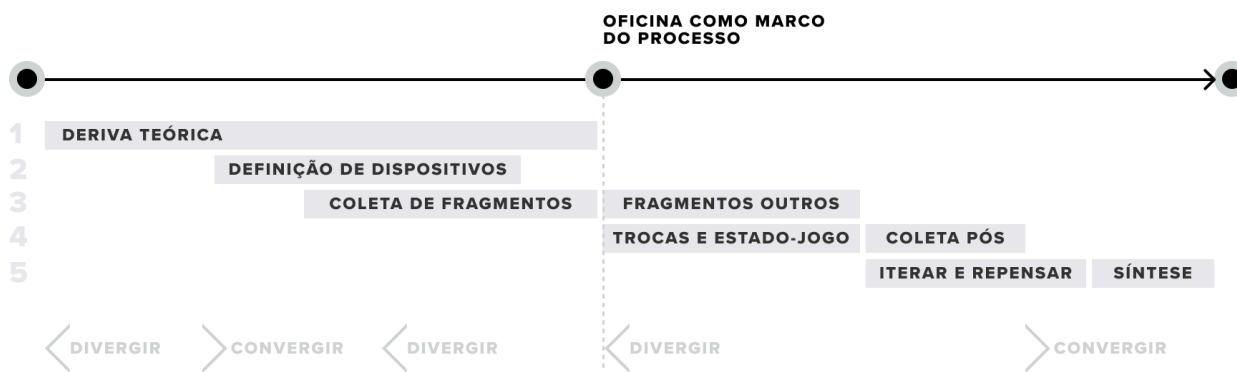 OFICINA COMO MARCO
DO PROCESSO
1 DERIVA TEÓRICA
2 DEFINIÇÃO DE DISPOSITIVOS
3 COLETA DE FRAGMENTOS FRAGMENTOS OUTROS
4 TROCAS E ESTADO-JOGO COLETA PÓS
5 ITERAR E REPENSAR SÍNTESE
DIVERGIR CONVERGIR DIVERGIR DIVERGIR CONVERGIR